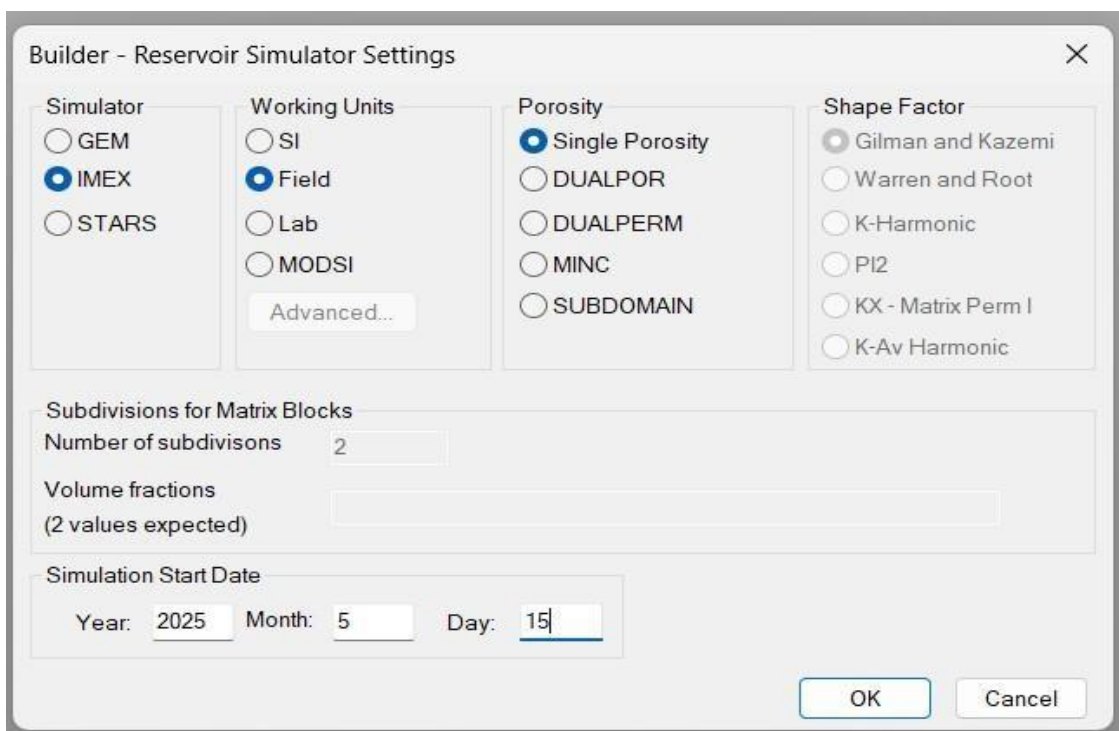 Builder - Reservoir Simulator Settings
Simulator
GEM
IMEX
STARS
Working Units
SI
Field
Lab
MODSI
Advanced...
Porosity
Single Porosity
DUALPOR
DUALPERM
MINC
SUBDOMAIN
Shape Factor
Gilman and Kazemi
Warren and Root
K-Harmonic
PI2
KX - Matrix Perm I
K-Av Harmonic
Subdivisions for Matrix Blocks
Number of subdivisons 2
Volume fractions
(2 values expected)
Simulation Start Date
Year: 2025 Month: 5 Day: 15
OK Cancel